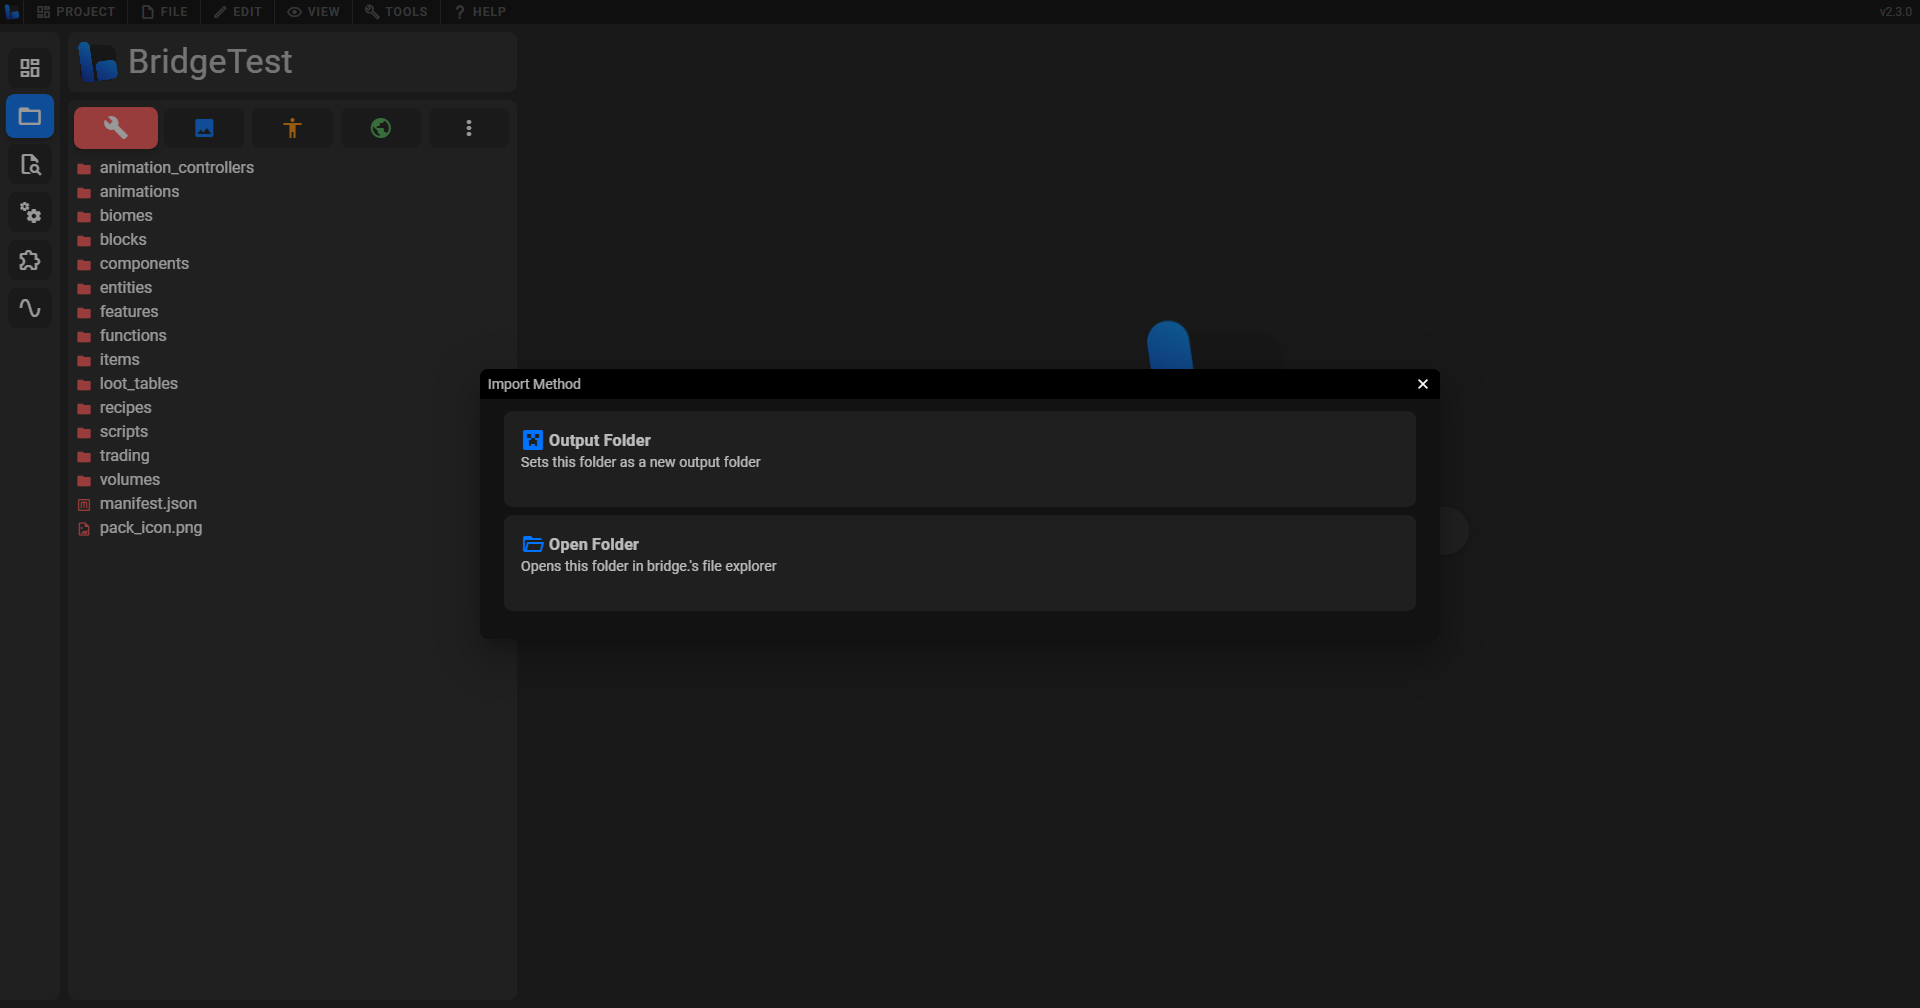 PROJECT FILE EDIT VIEW TOOLS HELP v2.3.0
BridgeTest
animation_controllers
animations
biomes
blocks
components
entities
features
functions
items
loot_tables
recipes
scripts
trading
volumes
manifest.json
pack_icon.png
Import Method
Output Folder
Sets this folder as a new output folder
Open Folder
Opens this folder in bridge.'s file explorer